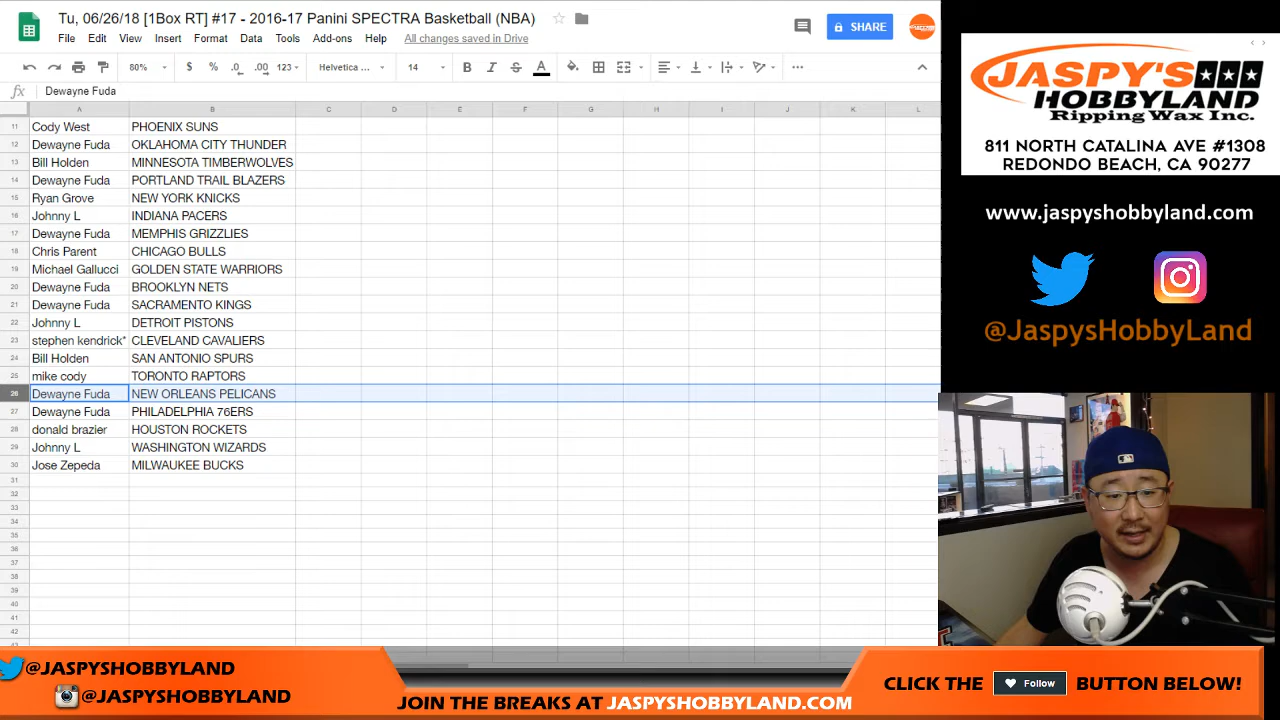 Tu, 06/26/18 [1Box RT] #17 - 2016-17 Panini SPECTRA Basketball (NBA)
File Edit View Insert Format Data Tools Add-ons Help All changes saved in Drive
SHARE
80% $ % .0 .00 123 Helvetica ... 14 B I S A
fx Dewayne Fuda
A B C D E F G H I J K L
11 Cody West PHOENIX SUNS
12 Dewayne Fuda OKLAHOMA CITY THUNDER
13 Bill Holden MINNESOTA TIMBERWOLVES
14 Dewayne Fuda PORTLAND TRAIL BLAZERS
15 Ryan Grove NEW YORK KNICKS
16 Johnny L INDIANA PACERS
17 Dewayne Fuda MEMPHIS GRIZZLIES
18 Chris Parent CHICAGO BULLS
19 Michael Gallucci GOLDEN STATE WARRIORS
20 Dewayne Fuda BROOKLYN NETS
21 Dewayne Fuda SACRAMENTO KINGS
22 Johnny L DETROIT PISTONS
23 stephen kendrick* CLEVELAND CAVALIERS
24 Bill Holden SAN ANTONIO SPURS
25 mike cody TORONTO RAPTORS
26 Dewayne Fuda NEW ORLEANS PELICANS
27 Dewayne Fuda PHILADELPHIA 76ERS
28 donald brazier HOUSTON ROCKETS
29 Johnny L WASHINGTON WIZARDS
30 Jose Zepeda MILWAUKEE BUCKS
31
32
33
34
35
36
37
38
39
40
41
42
JASPY'S
HOBBYLAND
Ripping Wax Inc.
811 NORTH CATALINA AVE #1308
REDONDO BEACH, CA 90277
www.jaspyshobbyland.com
@JaspysHobbyLand
@JASPYSHOBBYLAND
@JASPYSHOBBYLAND
JOIN THE BREAKS AT JASPYSHOBBYLAND.COM
CLICK THE Follow BUTTON BELOW!